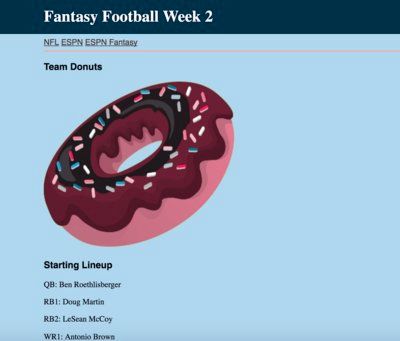 Fantasy Football Week 2
NFL ESPN ESPN Fantasy
Team Donuts
Starting Lineup
QB: Ben Roethlisberger
RB1: Doug Martin
RB2: LeSean McCoy
WR1: Antonio Brown